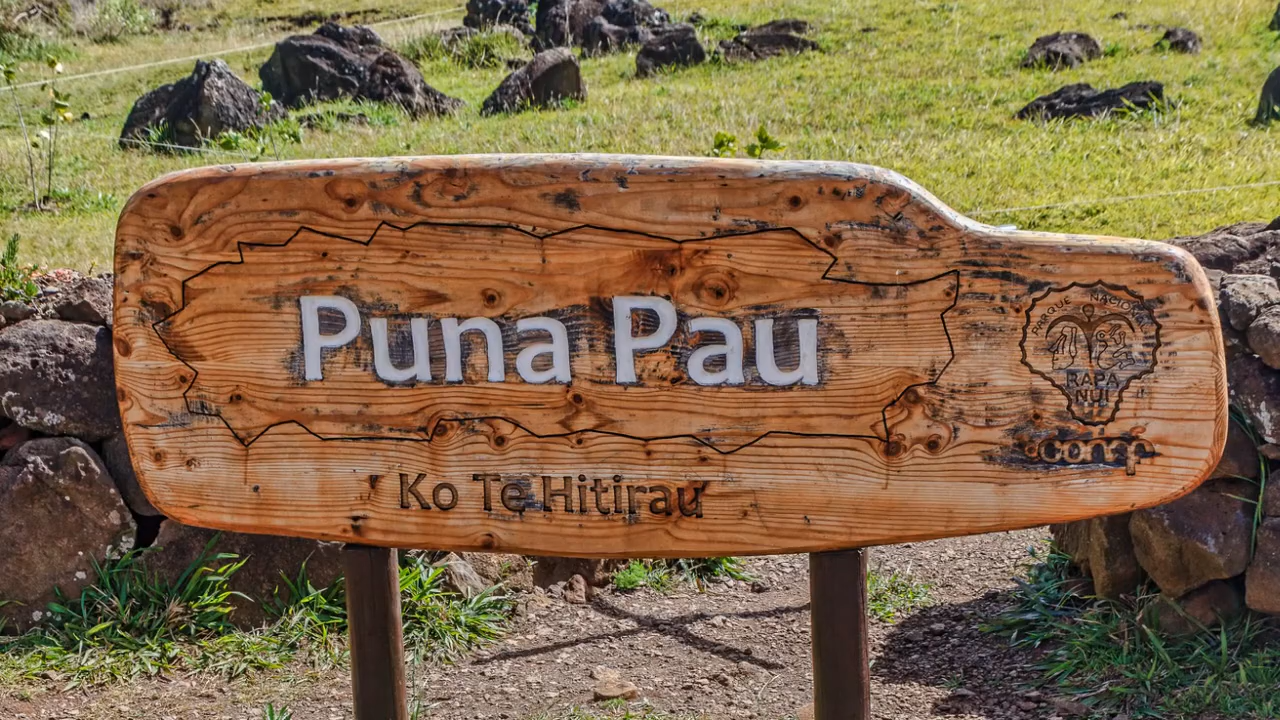 Puna Pau
'Ko Te Hitirau'
PARQUE NACIONAL
RAPA
NUI
conaf